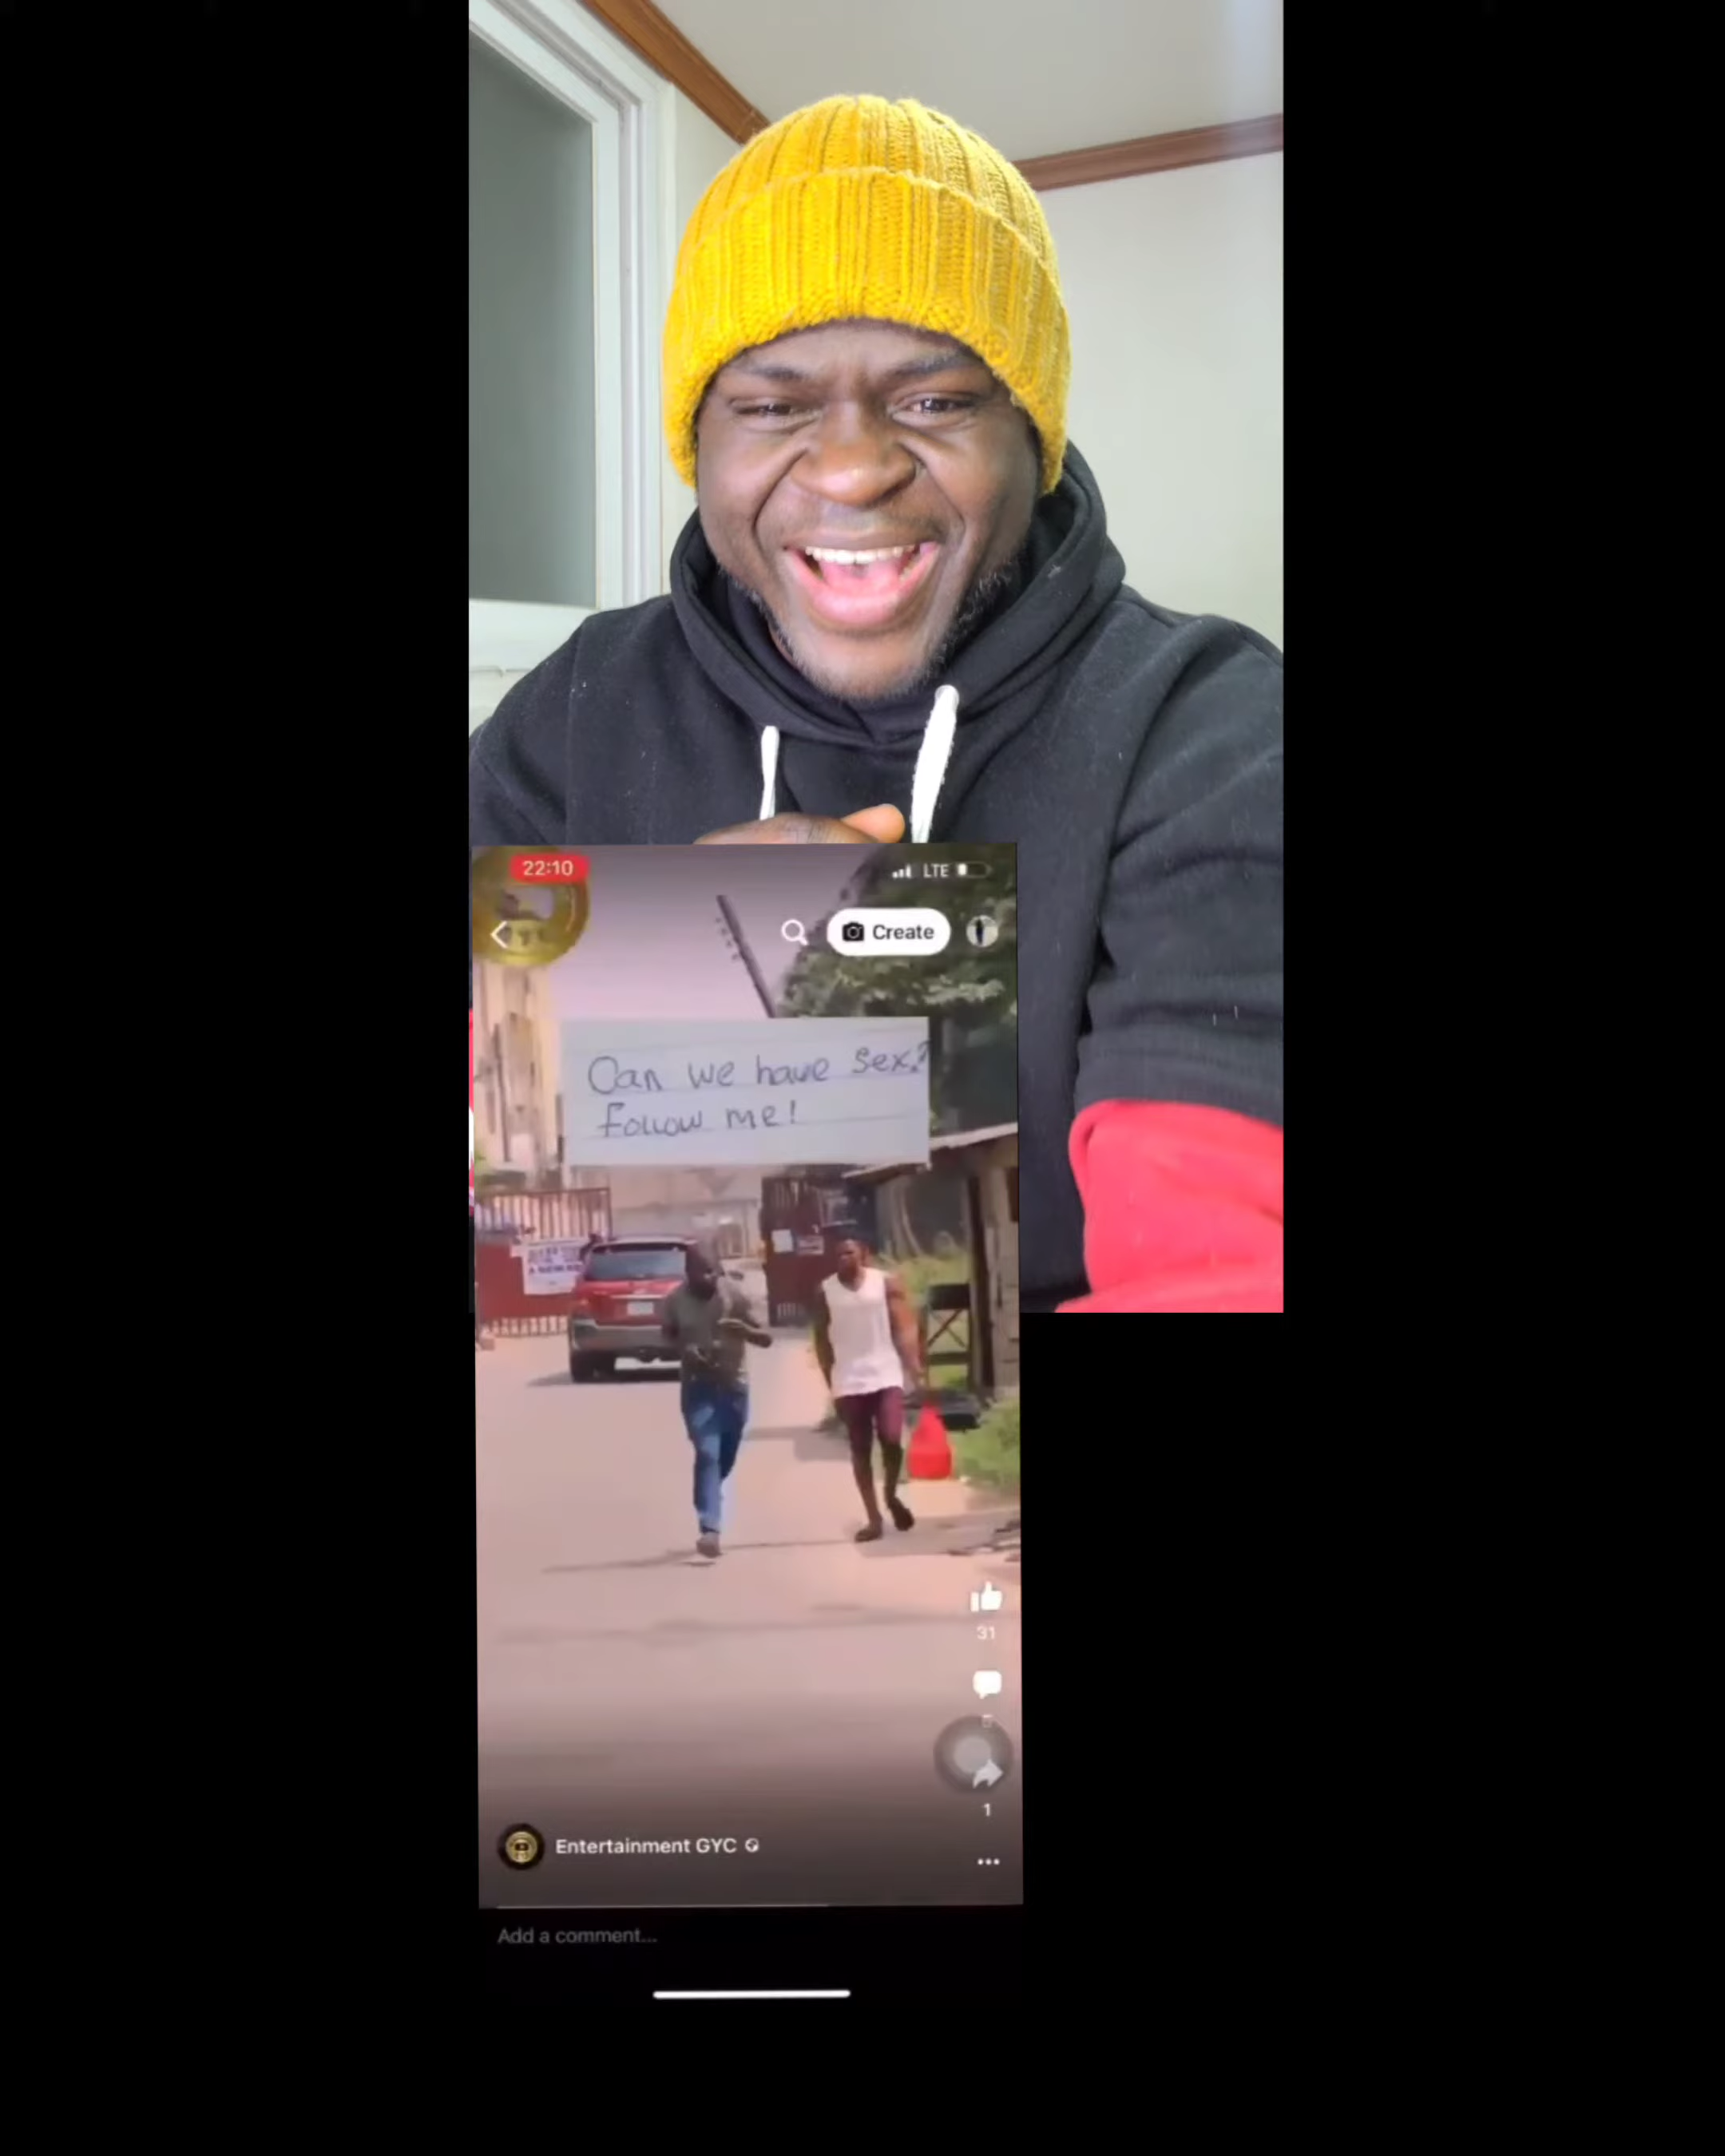 22:10
LTE
Create
Can we have sex?
Follow me!
31
1
Entertainment GYC
Add a comment...